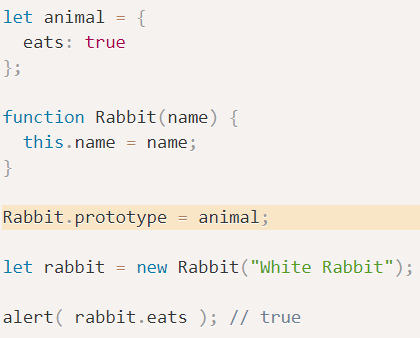 let animal = {
  eats: true
};

function Rabbit(name) {
  this.name = name;
}

Rabbit.prototype = animal;

let rabbit = new Rabbit("White Rabbit");

alert( rabbit.eats ); // true